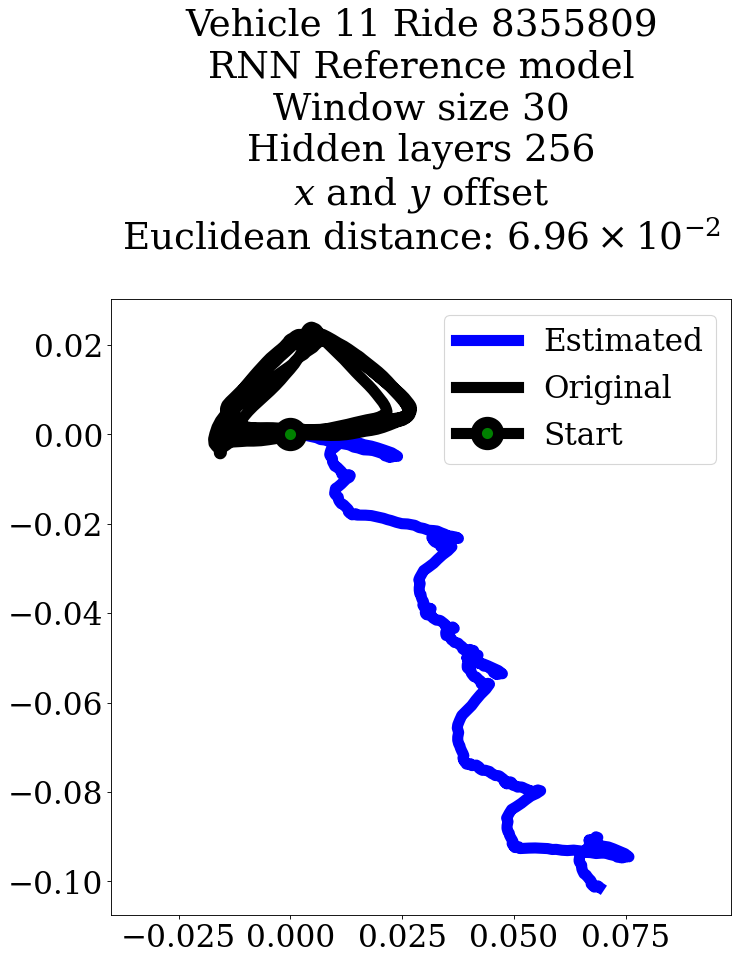 Vehicle 11 Ride 8355809
RNN Reference model
Window size 30
Hidden layers 256
x and y offset
Euclidean distance: 6.96 × 10⁻²
Estimated
Original
Start
0.02
0.00
−0.02
−0.04
−0.06
−0.08
−0.10
−0.025 0.000 0.025 0.050 0.075